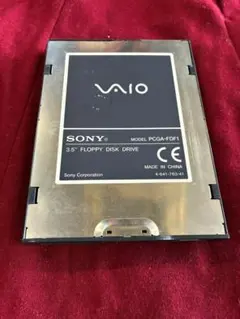 VAIO
SONY® MODEL PCGA-FDF1
3.5" FLOPPY DISK DRIVE
CE
MADE IN CHINA
Sony Corporation 4-641-763-41